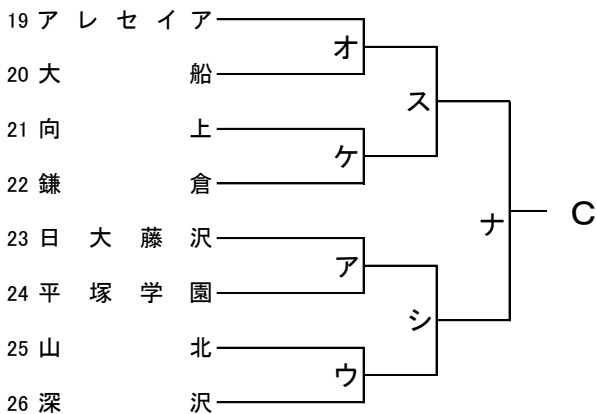 19 アレセイア
オ
20 大船
ス
21 向上
ケ
22 鎌倉
ナ
C
23 日大藤沢
ア
24 平塚学園
シ
25 山北
ウ
26 深沢